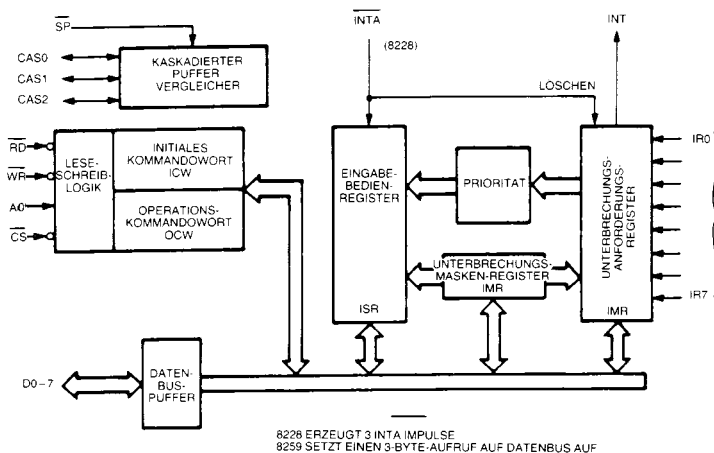 SP
CAS0
CAS1
CAS2
KASKADIERTER
PUFFER
VERGLEICHER
INTA
(8228)
INT
LÖSCHEN
RD
WR
A0
CS
LESE-
SCHREIB-
LOGIK
INITIALES
KOMMANDOWORT
ICW
OPERATIONS-
KOMMANDOWORT
OCW
EINGABE-
BEDIEN-
REGISTER
ISR
PRIORITAT
UNTERBRECHUNGS-
MASKEN-REGISTER
IMR
UNTERBRECHUNGS-
ANFORDERUNGS-
REGISTER
IMR
IR0
IR7
D0-7
DATEN-
BUS-
PUFFER
8228 ERZEUGT 3 INTA IMPULSE
8259 SETZT EINEN 3-BYTE-AUFRUF AUF DATENBUS AUF